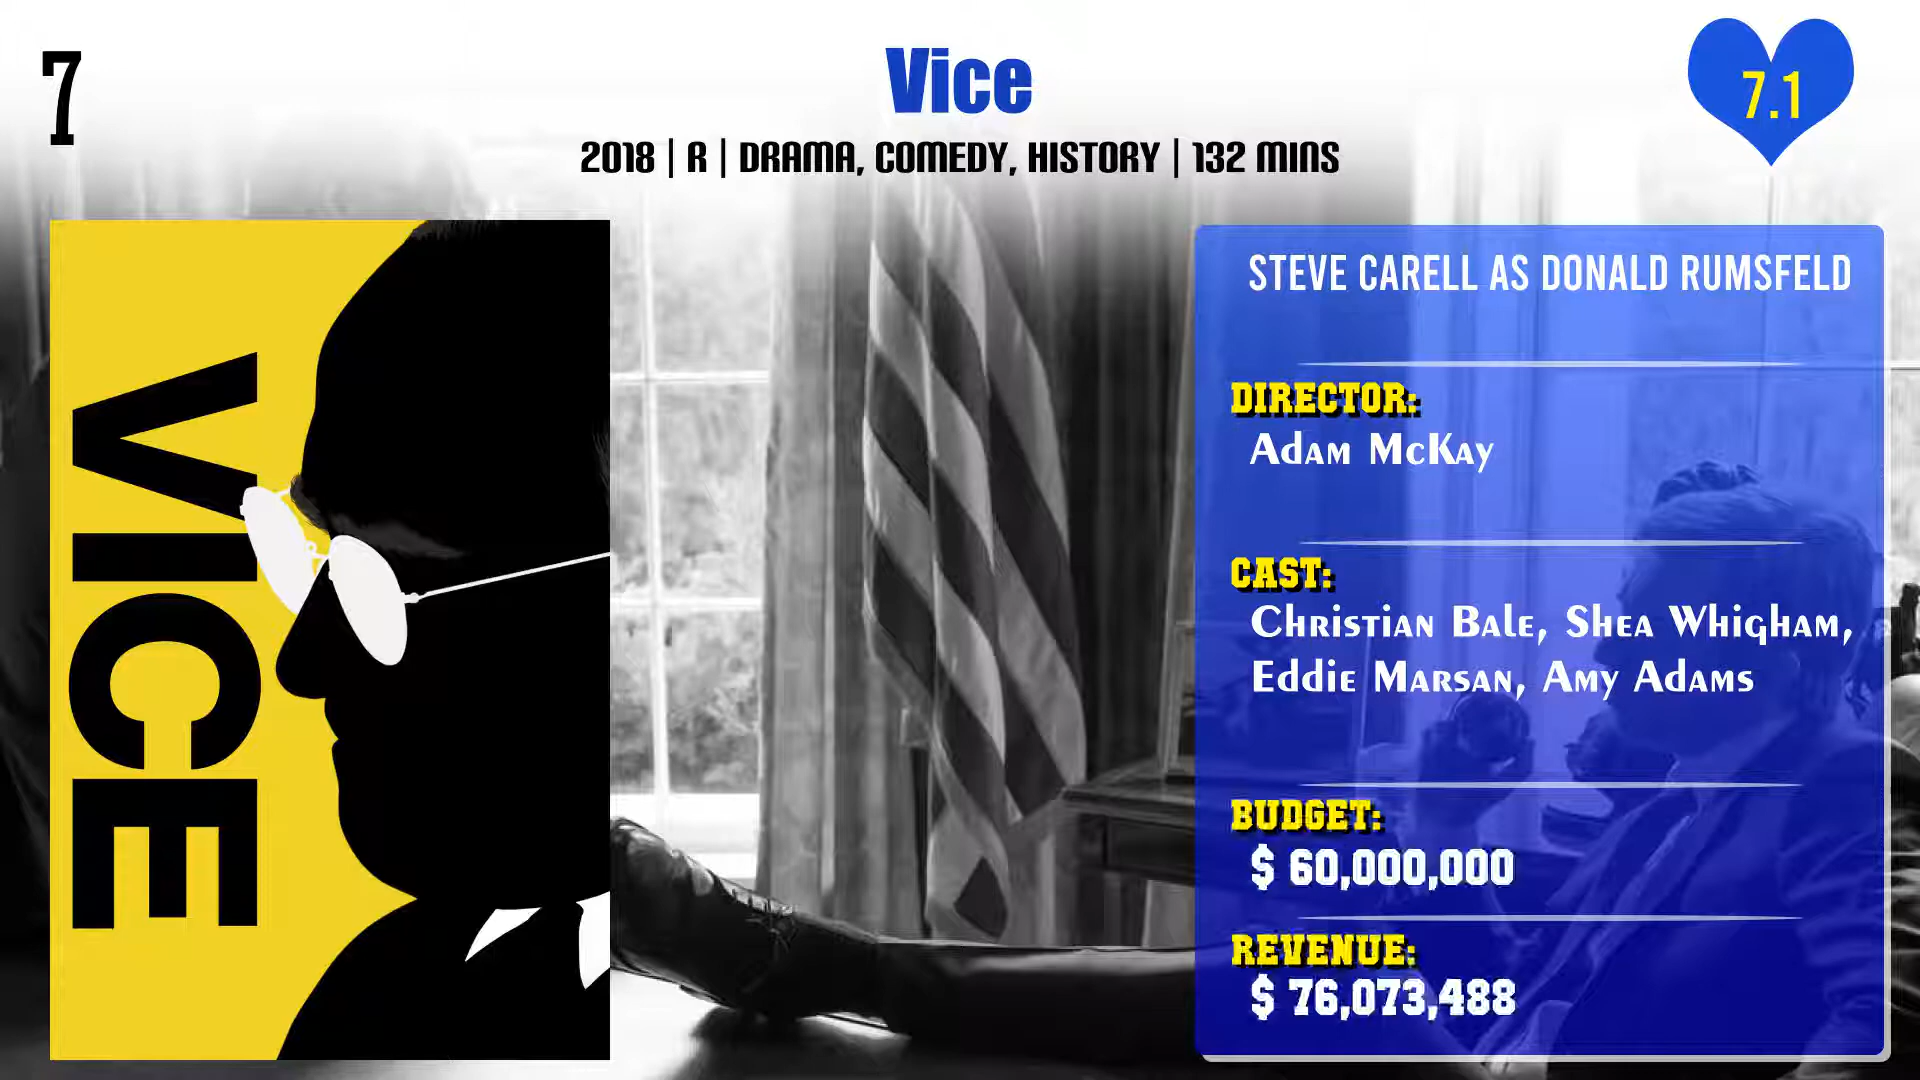 7
Vice
7.1
2018 | R | DRAMA, COMEDY, HISTORY | 132 MINS
VICE
STEVE CARELL AS DONALD RUMSFELD
DIRECTOR:
Adam McKay
CAST:
Christian Bale, Shea Whigham,
Eddie Marsan, Amy Adams
BUDGET:
$ 60,000,000
REVENUE:
$ 76,073,488